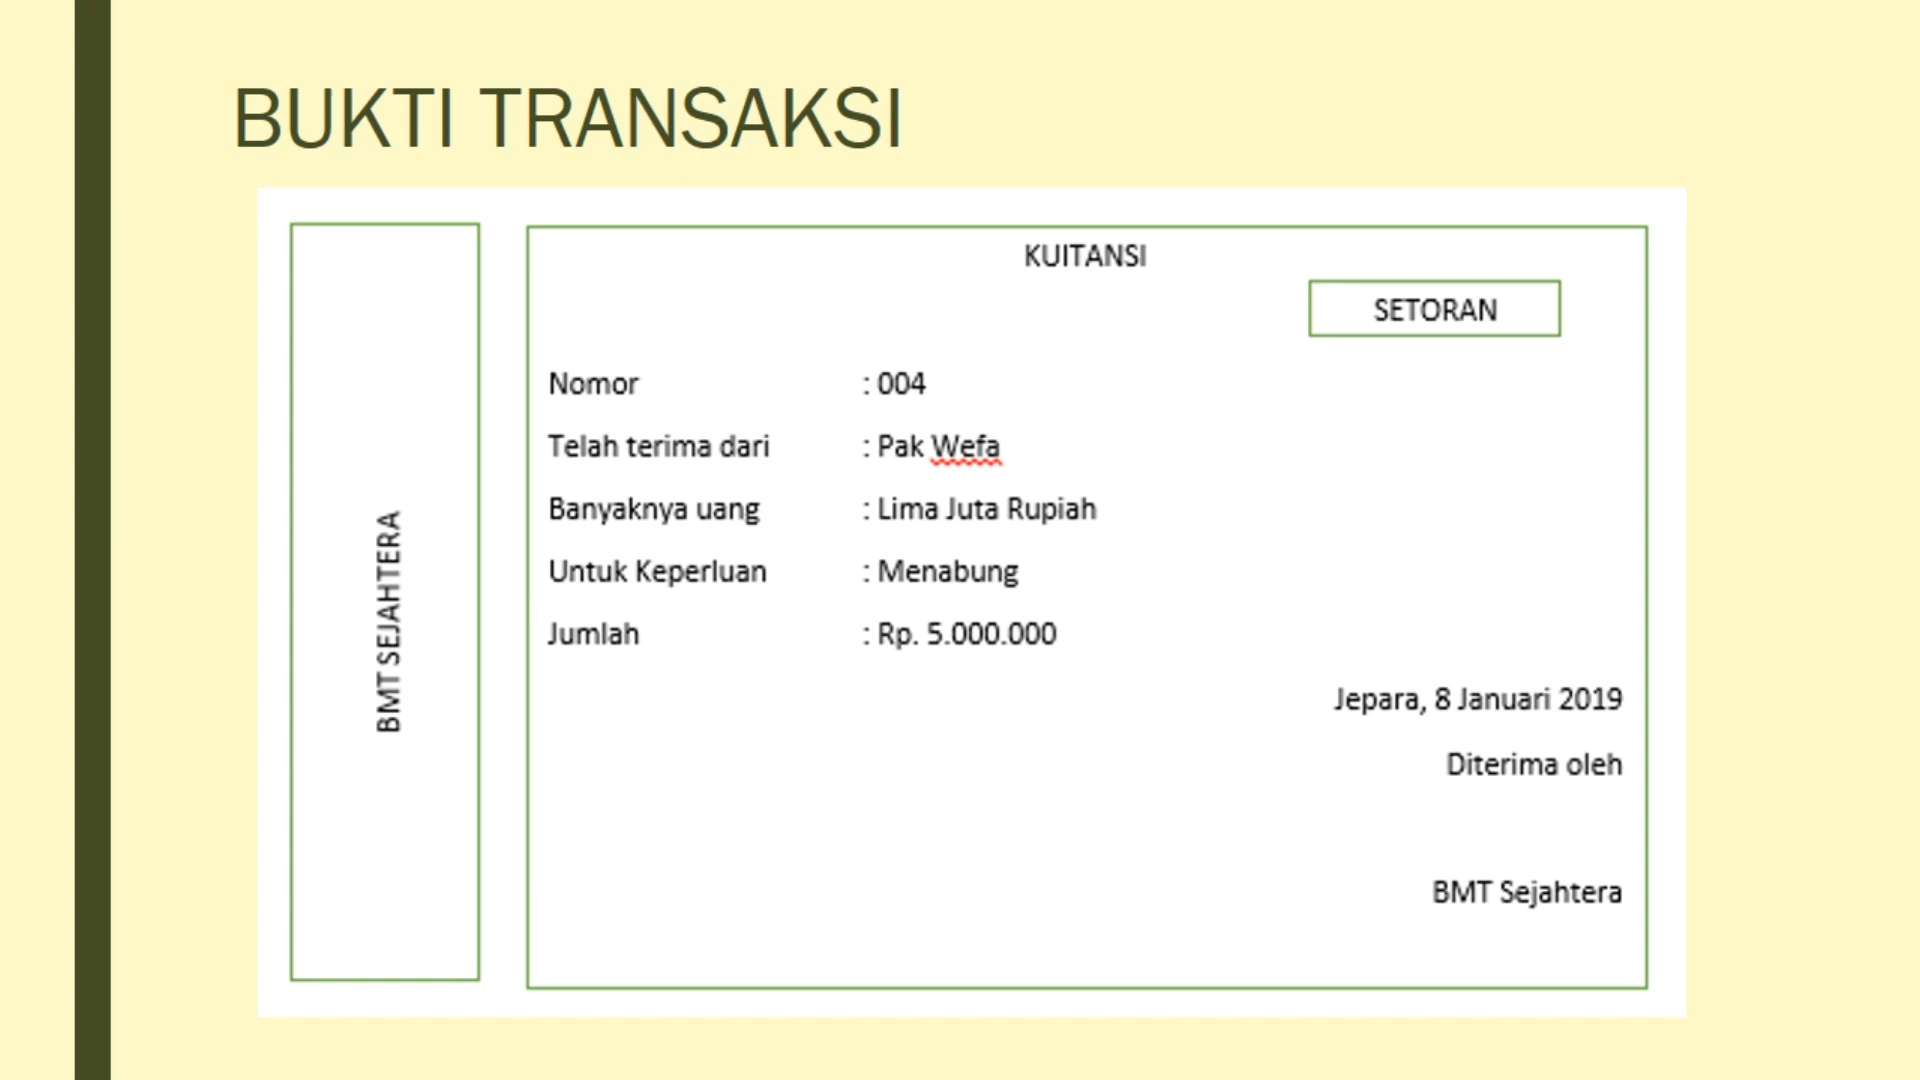 BUKTI TRANSAKSI
BMT SEJAHTERA
KUITANSI
SETORAN
Nomor : 004
Telah terima dari : Pak Wefa
Banyaknya uang : Lima Juta Rupiah
Untuk Keperluan : Menabung
Jumlah : Rp. 5.000.000
Jepara, 8 Januari 2019
Diterima oleh
BMT Sejahtera